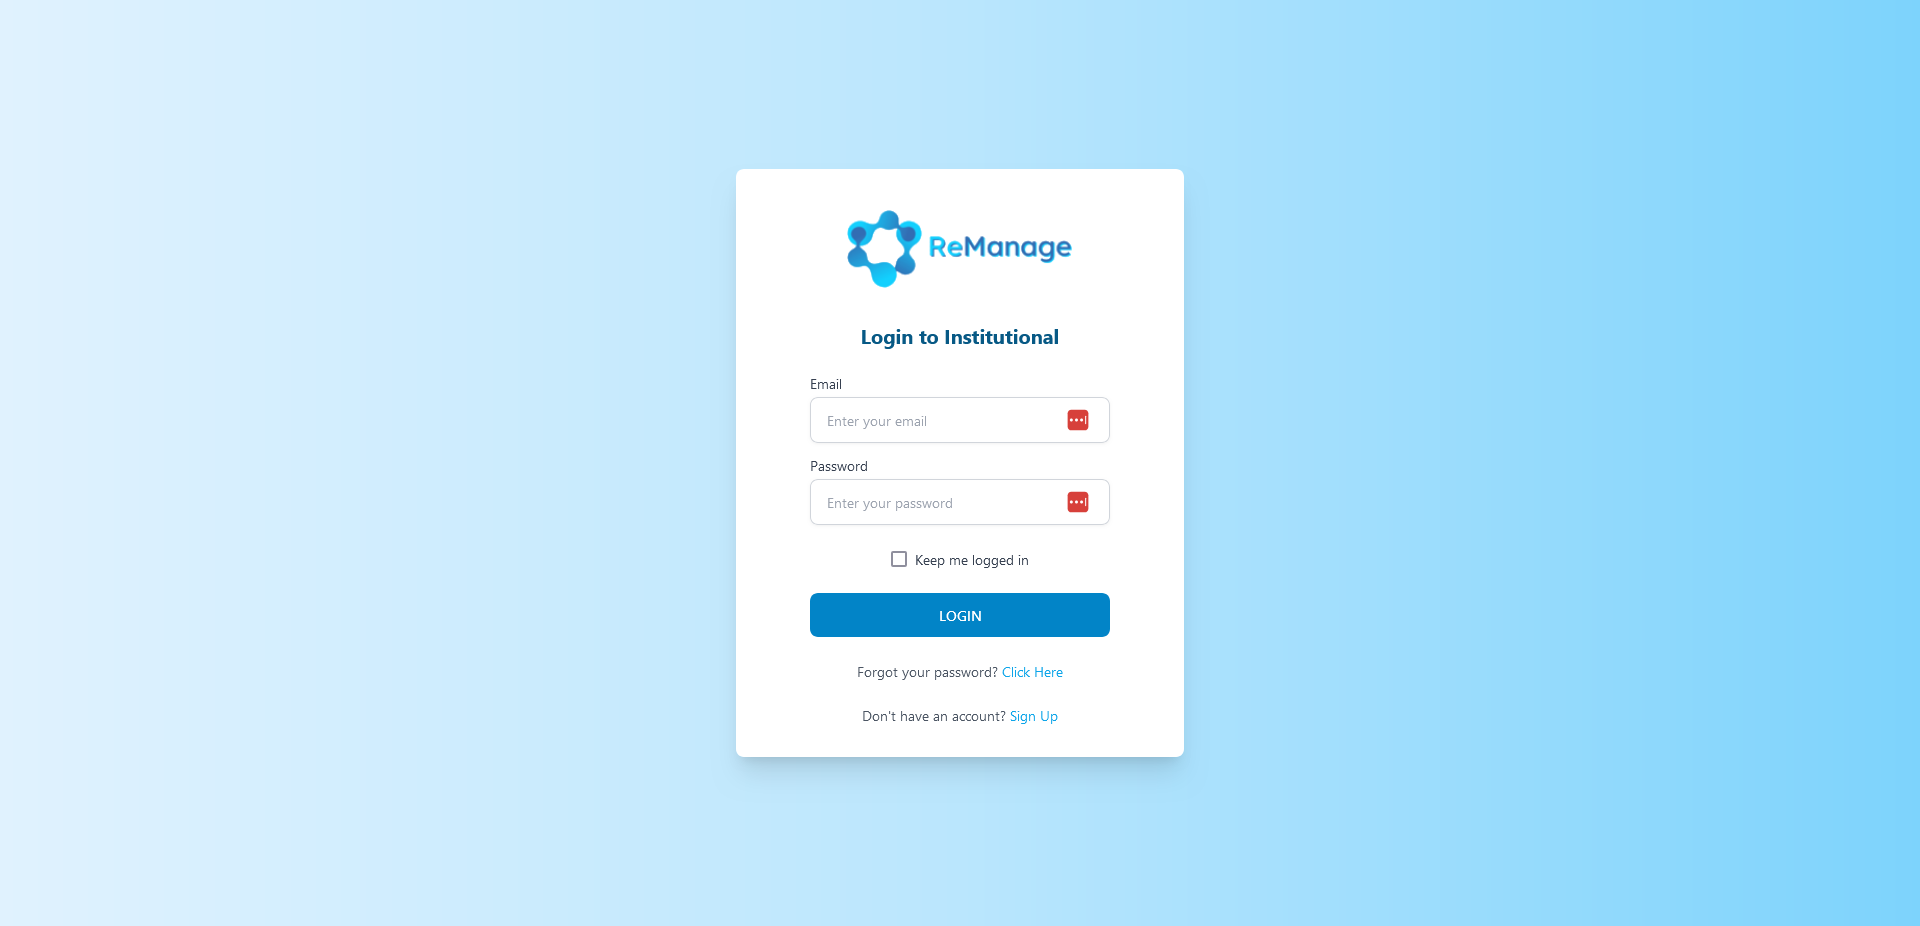 ReManage
Login to Institutional
Email
Enter your email
Password
Enter your password
Keep me logged in
LOGIN
Forgot your password? Click Here
Don't have an account? Sign Up